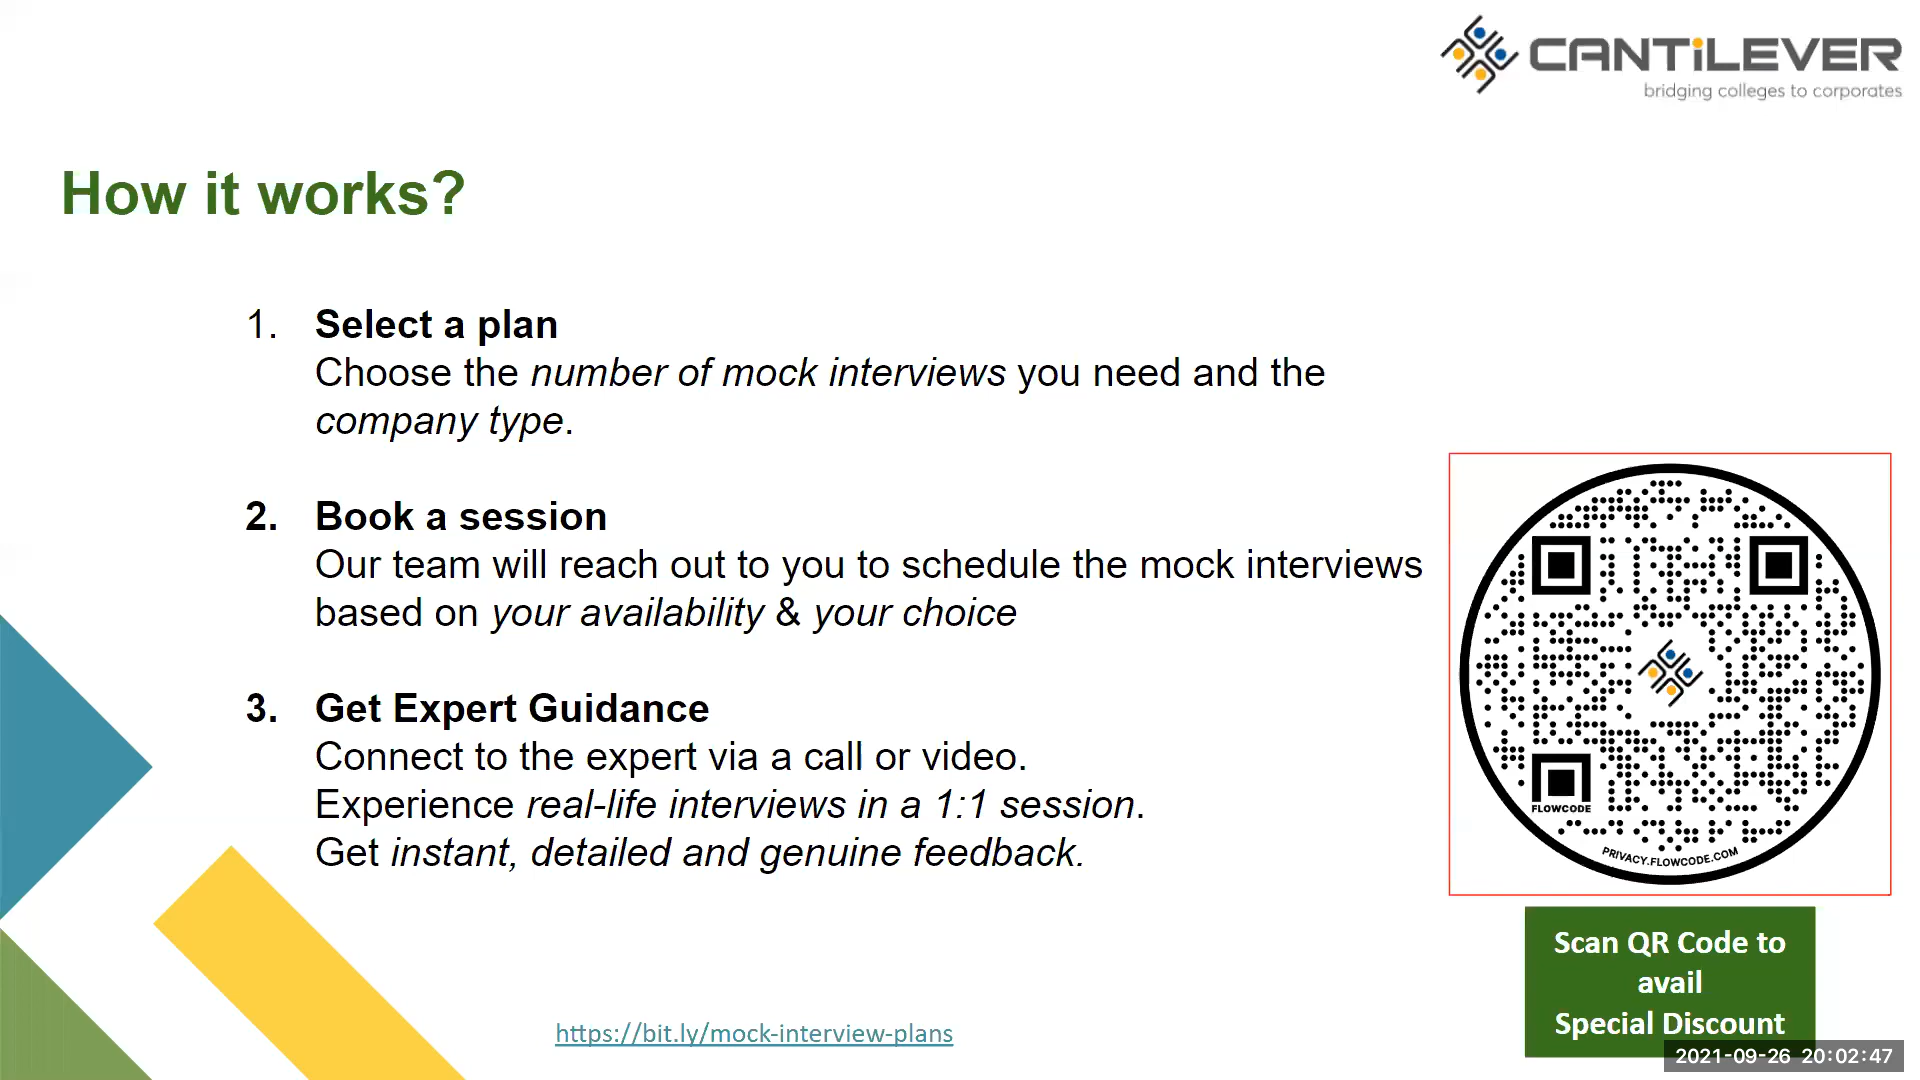 CANTiLEVER
bridging colleges to corporates
How it works?
1. Select a plan
Choose the number of mock interviews you need and the
company type.
2. Book a session
Our team will reach out to you to schedule the mock interviews
based on your availability & your choice
3. Get Expert Guidance
Connect to the expert via a call or video.
Experience real-life interviews in a 1:1 session.
Get instant, detailed and genuine feedback.
FLOWCODE
PRIVACY.FLOWCODE.COM
Scan QR Code to
avail
Special Discount
https://bit.ly/mock-interview-plans
2021-09-26 20:02:47